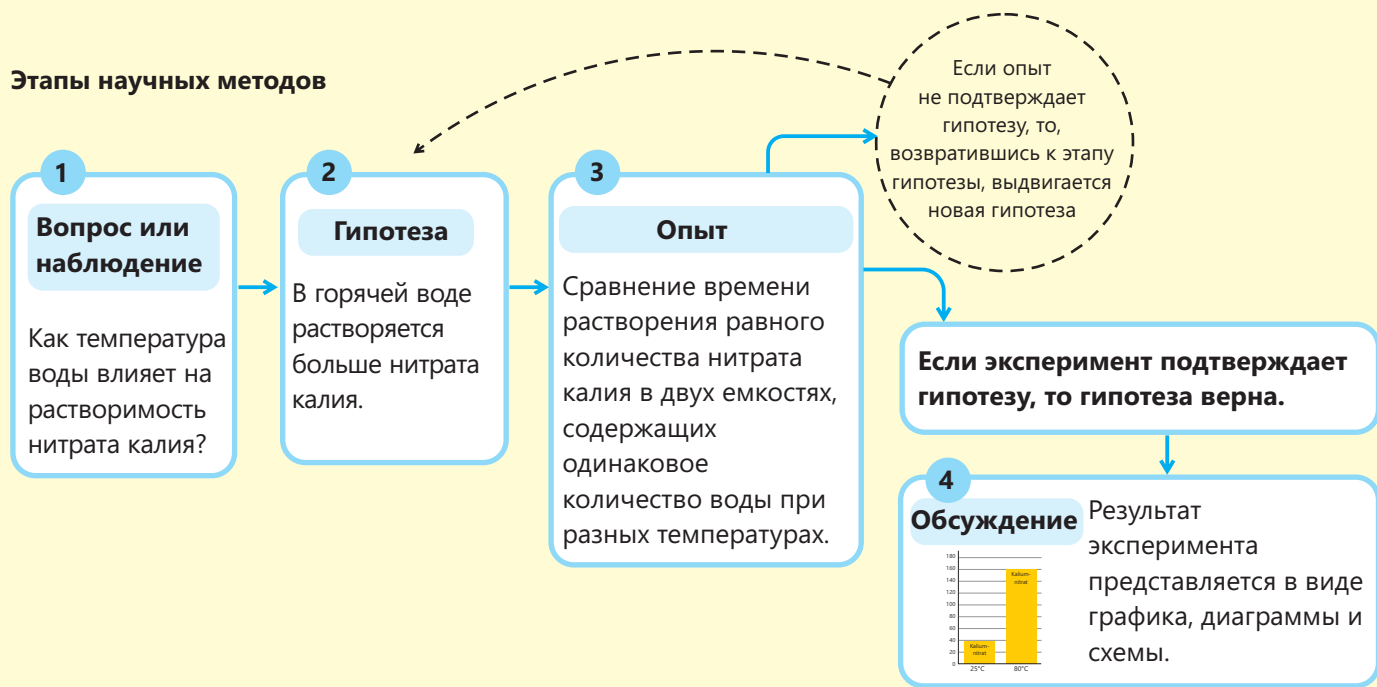 Этапы научных методов
1
Вопрос или
наблюдение
Как температура
воды влияет на
растворимость
нитрата калия?
2
Гипотеза
В горячей воде
растворяется
больше нитрата
калия.
3
Опыт
Сравнение времени
растворения равного
количества нитрата
калия в двух емкостях,
содержащих
одинаковое
количество воды при
разных температурах.
Если опыт
не подтверждает
гипотезу, то,
возвратившись к этапу
гипотезы, выдвигается
новая гипотеза
Если эксперимент подтверждает
гипотезу, то гипотеза верна.
4
Обсуждение
180
160
140
120
100
80
60
40
20
0
Kalium-
nitrat
Kalium-
nitrat
25°C
80°C
Результат
эксперимента
представляется в виде
графика, диаграммы и
схемы.